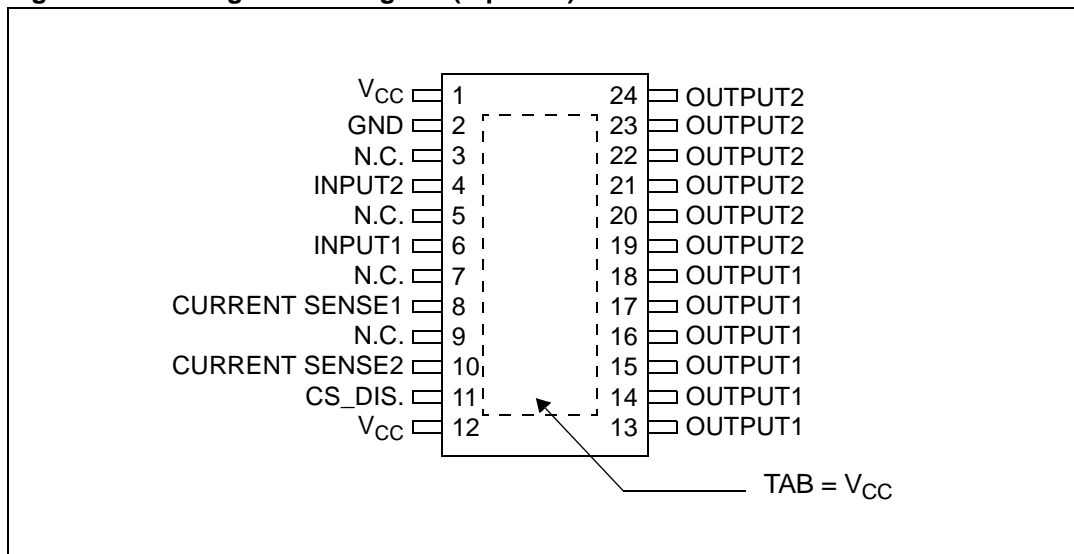 V_CC 1 24 OUTPUT2
GND 2 23 OUTPUT2
N.C. 3 22 OUTPUT2
INPUT2 4 21 OUTPUT2
N.C. 5 20 OUTPUT2
INPUT1 6 19 OUTPUT2
N.C. 7 18 OUTPUT1
CURRENT SENSE1 8 17 OUTPUT1
N.C. 9 16 OUTPUT1
CURRENT SENSE2 10 15 OUTPUT1
CS_DIS. 11 14 OUTPUT1
V_CC 12 13 OUTPUT1
TAB = V_CC